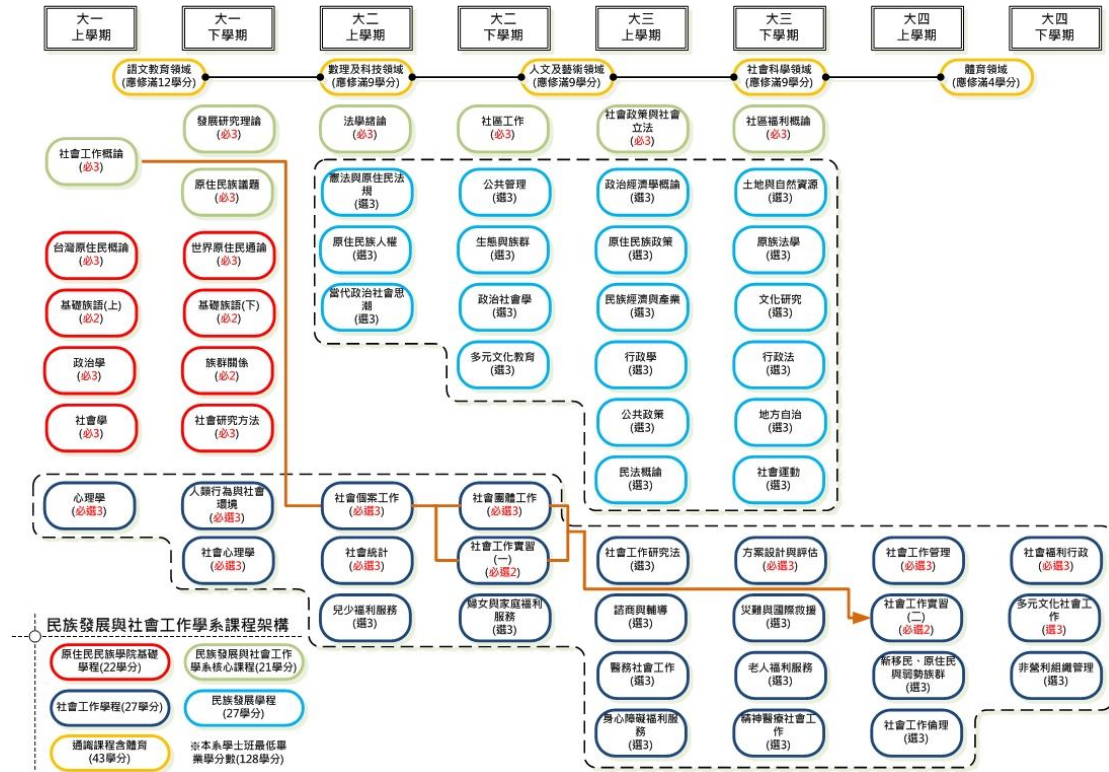 大一
上學期
大一
下學期
大二
上學期
大二
下學期
大三
上學期
大三
下學期
大四
上學期
大四
下學期
語文教育領域
(應修滿12學分)
數理及科技領域
(應修滿9學分)
人文及藝術領域
(應修滿9學分)
社會科學領域
(應修滿9學分)
體育領域
(應修滿4學分)
社會工作概論
(必3)
發展研究理論
(必3)
法學緒論
(必3)
社區工作
(必3)
社會政策與社會
立法
(必3)
社區福利概論
(必3)
原住民族議題
(必3)
憲法與原住民法
規
(選3)
公共管理
(選3)
政治經濟學概論
(選3)
土地與自然資源
(選3)
台灣原住民概論
(必3)
世界原住民通論
(必3)
原住民族人權
(選3)
生態與族群
(選3)
原住民族政策
(選3)
原族法學
(選3)
基礎族語(上)
(必2)
基礎族語(下)
(必2)
當代政治社會思
潮
(選3)
政治社會學
(選3)
民族經濟與產業
(選3)
文化研究
(選3)
政治學
(必3)
族群關係
(必2)
多元文化教育
(選3)
行政學
(選3)
行政法
(選3)
社會學
(必3)
社會研究方法
(必3)
公共政策
(選3)
地方自治
(選3)
民法概論
(選3)
社會運動
(選3)
心理學
(必選3)
人類行為與社會
環境
(必選3)
社會個案工作
(必選3)
社會團體工作
(必選3)
社會心理學
(必選3)
社會統計
(必選3)
社會工作實習
(一)
(必選2)
社會工作研究法
(必選3)
方案設計與評估
(必選3)
社會工作管理
(必選3)
社會福利行政
(必選3)
兒少福利服務
(選3)
婦女與家庭福利
服務
(選3)
諮商與輔導
(選3)
災難與國際救援
(選3)
社會工作實習
(二)
(必選2)
多元文化社會工
作
(選3)
醫務社會工作
(選3)
老人福利服務
(選3)
新移民、原住民
與弱勢族群
(選3)
非營利組織管理
(選3)
身心障礙福利服
務
(選3)
精神醫療社會工
作
(選3)
社會工作倫理
(選3)
民族發展與社會工作學系課程架構
原住民民族學院基礎
學程(22學分)
民族發展與社會工作
學系核心課程(21學分)
社會工作學程(27學分)
民族發展學程
(27學分)
通識課程含體育
(43學分)
※本系學士班最低畢
業學分數(128學分)